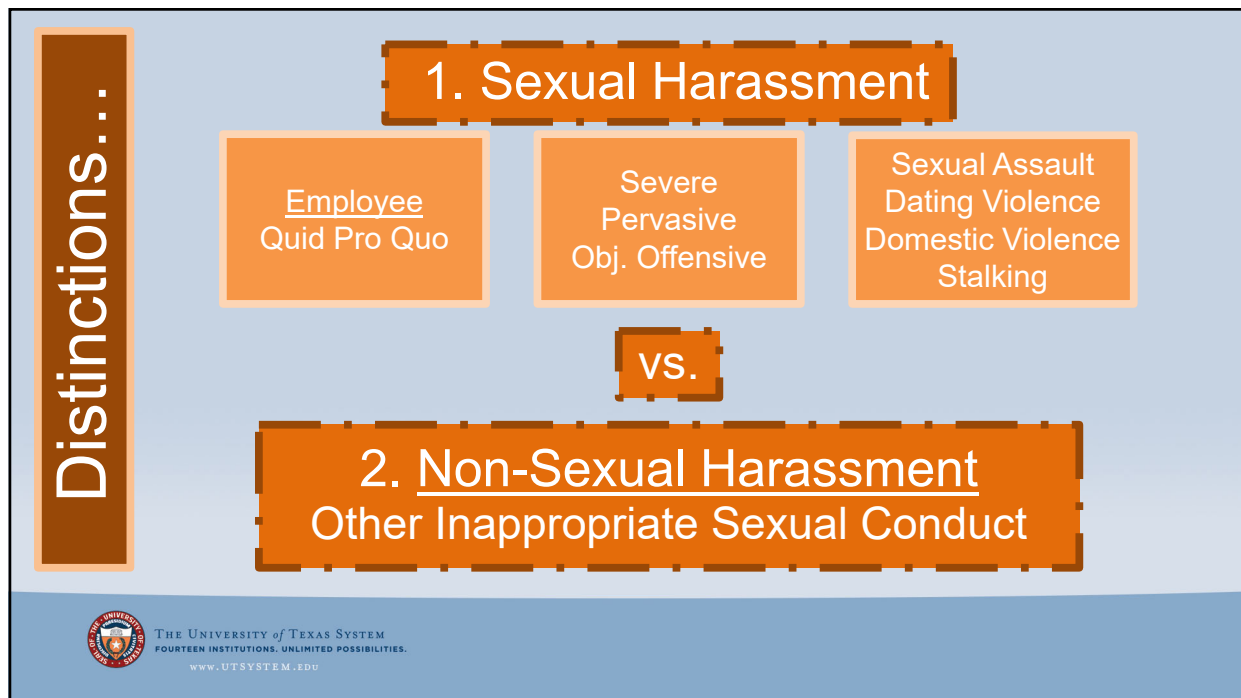 Distinctions...
1. Sexual Harassment
Employee
Quid Pro Quo
Severe
Pervasive
Obj. Offensive
Sexual Assault
Dating Violence
Domestic Violence
Stalking
vs.
2. Non-Sexual Harassment
Other Inappropriate Sexual Conduct
THE UNIVERSITY of TEXAS SYSTEM
FOURTEEN INSTITUTIONS. UNLIMITED POSSIBILITIES.
WWW.UTSYSTEM.EDU